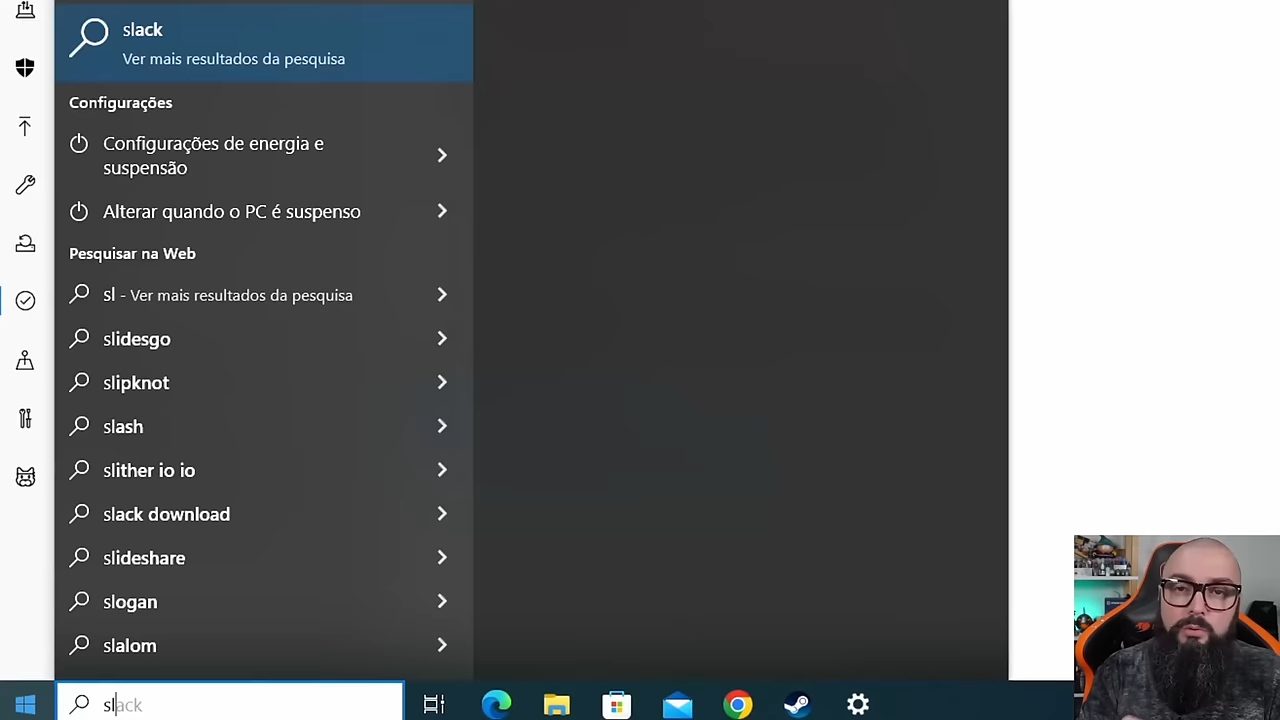 slack
Ver mais resultados da pesquisa
Configurações
Configurações de energia e
suspensão
Alterar quando o PC é suspenso
Pesquisar na Web
sl - Ver mais resultados da pesquisa
slidesgo
slipknot
slash
slither io io
slack download
slideshare
slogan
slalom
slack